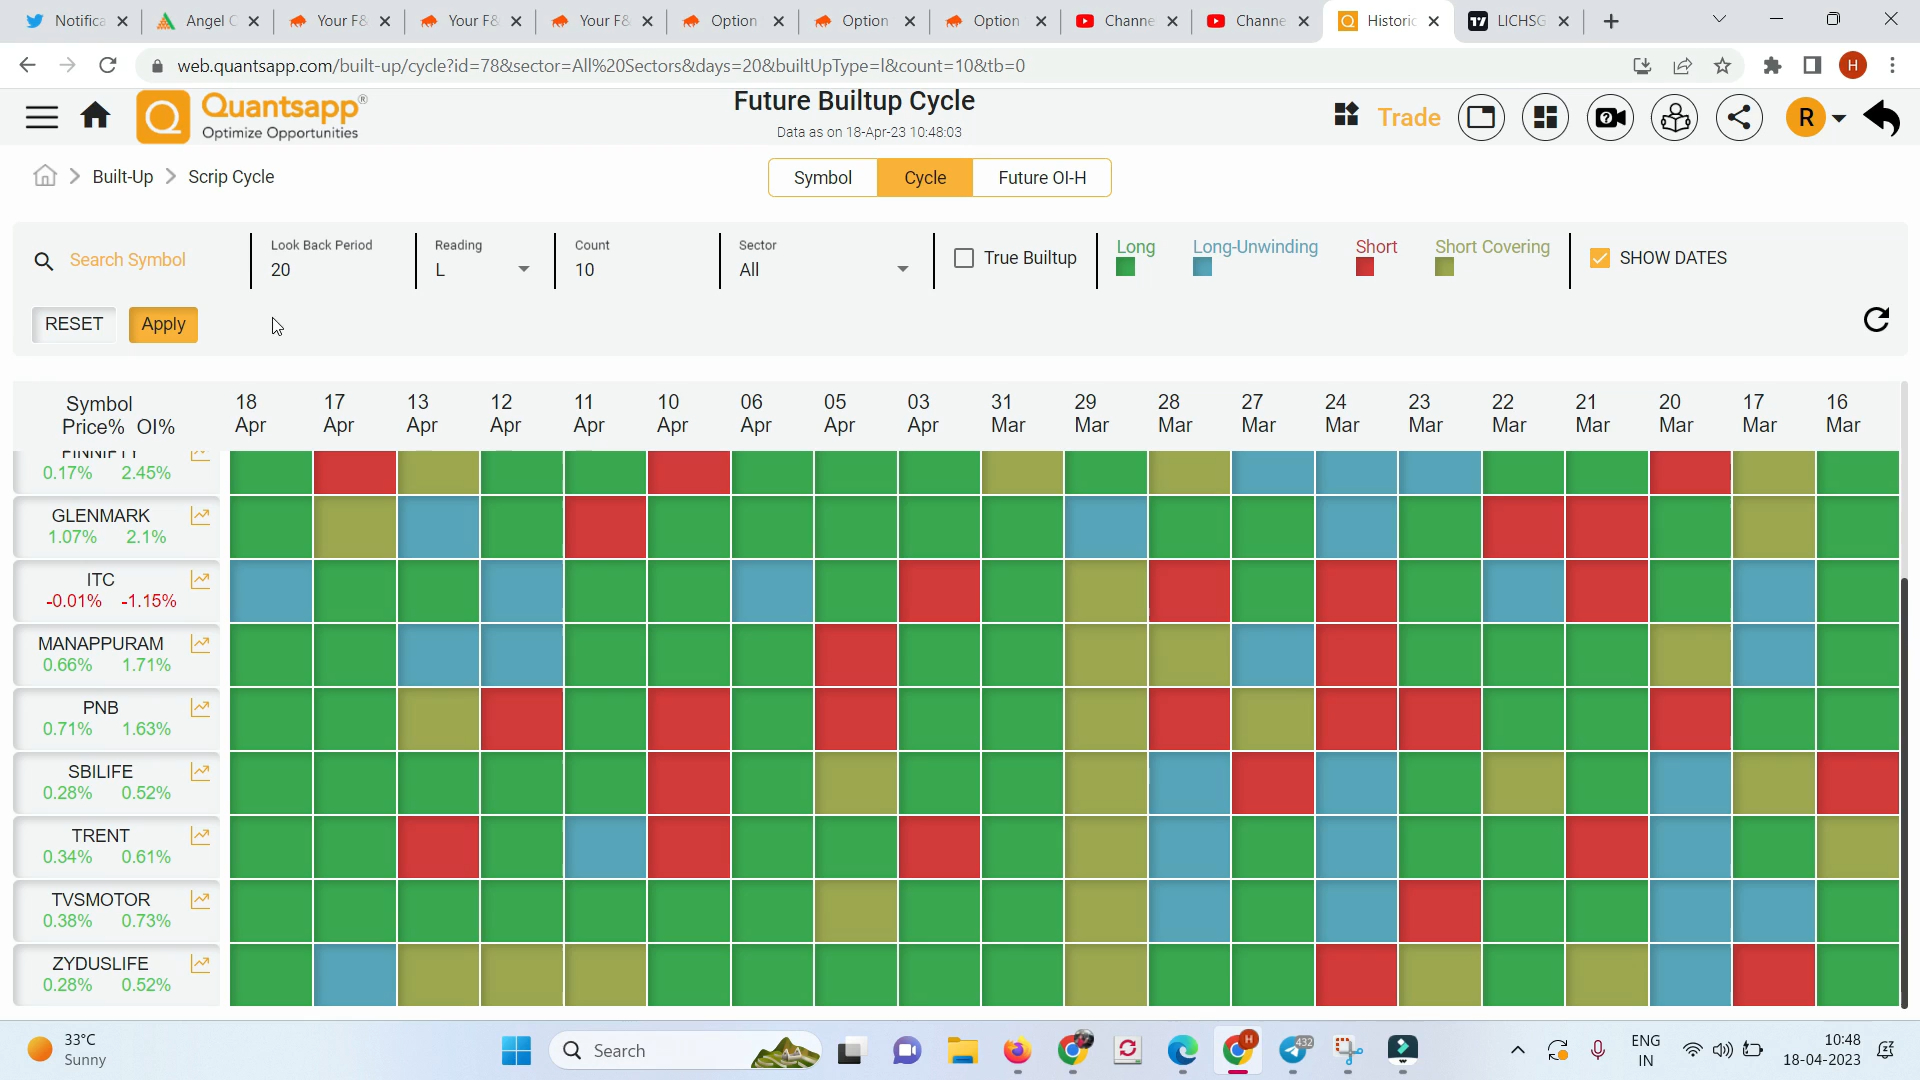 Notifica
Angel C
Your F&
Your F&
Your F&
Option
Option
Option
Channe
Channe
Historic
LICHSG
web.quantsapp.com/built-up/cycle?id=78&sector=All%20Sectors&days=20&builtUpType=l&count=10&tb=0
H
Quantsapp®
Optimize Opportunities
Future Builtup Cycle
Data as on 18-Apr-23 10:48:03
Trade
R
Built-Up > Scrip Cycle
Symbol Cycle Future OI-H
Search Symbol
Look Back Period
20
Reading
L
Count
10
Sector
All
True Builtup
Long
Long-Unwinding
Short
Short Covering
SHOW DATES
RESET Apply
Symbol
Price% OI%
18 Apr
17 Apr
13 Apr
12 Apr
11 Apr
10 Apr
06 Apr
05 Apr
03 Apr
31 Mar
29 Mar
28 Mar
27 Mar
24 Mar
23 Mar
22 Mar
21 Mar
20 Mar
17 Mar
16 Mar
FINNIFTY
0.17% 2.45%
GLENMARK
1.07% 2.1%
ITC
-0.01% -1.15%
MANAPPURAM
0.66% 1.71%
PNB
0.71% 1.63%
SBILIFE
0.28% 0.52%
TRENT
0.34% 0.61%
TVSMOTOR
0.38% 0.73%
ZYDUSLIFE
0.28% 0.52%
33°C
Sunny
Search
H
432
ENG
IN
10:48
18-04-2023